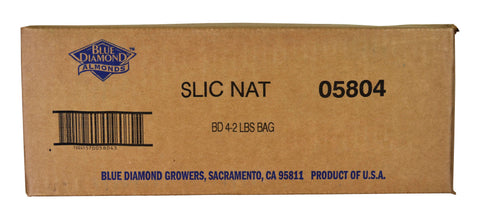 BLUE
DIAMOND
ALMONDS
™
SLIC NAT 05804
BD 4-2 LBS BAG
BLUE DIAMOND GROWERS, SACRAMENTO, CA 95811 PRODUCT OF U.S.A.